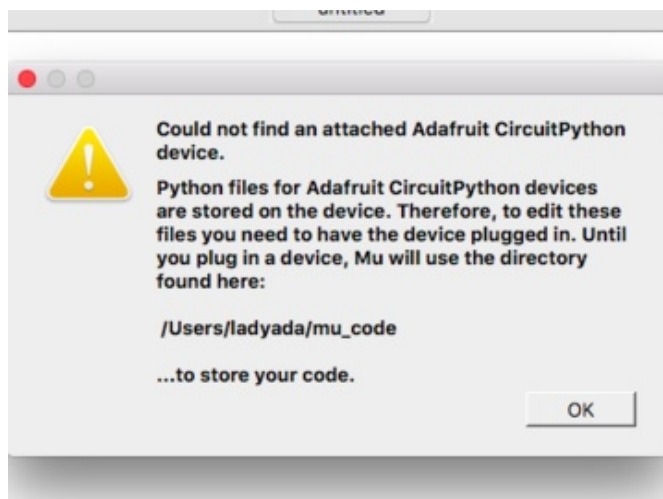 untitled
Could not find an attached Adafruit CircuitPython
device.
Python files for Adafruit CircuitPython devices
are stored on the device. Therefore, to edit these
files you need to have the device plugged in. Until
you plug in a device, Mu will use the directory
found here:
/Users/ladyada/mu_code
...to store your code.
OK